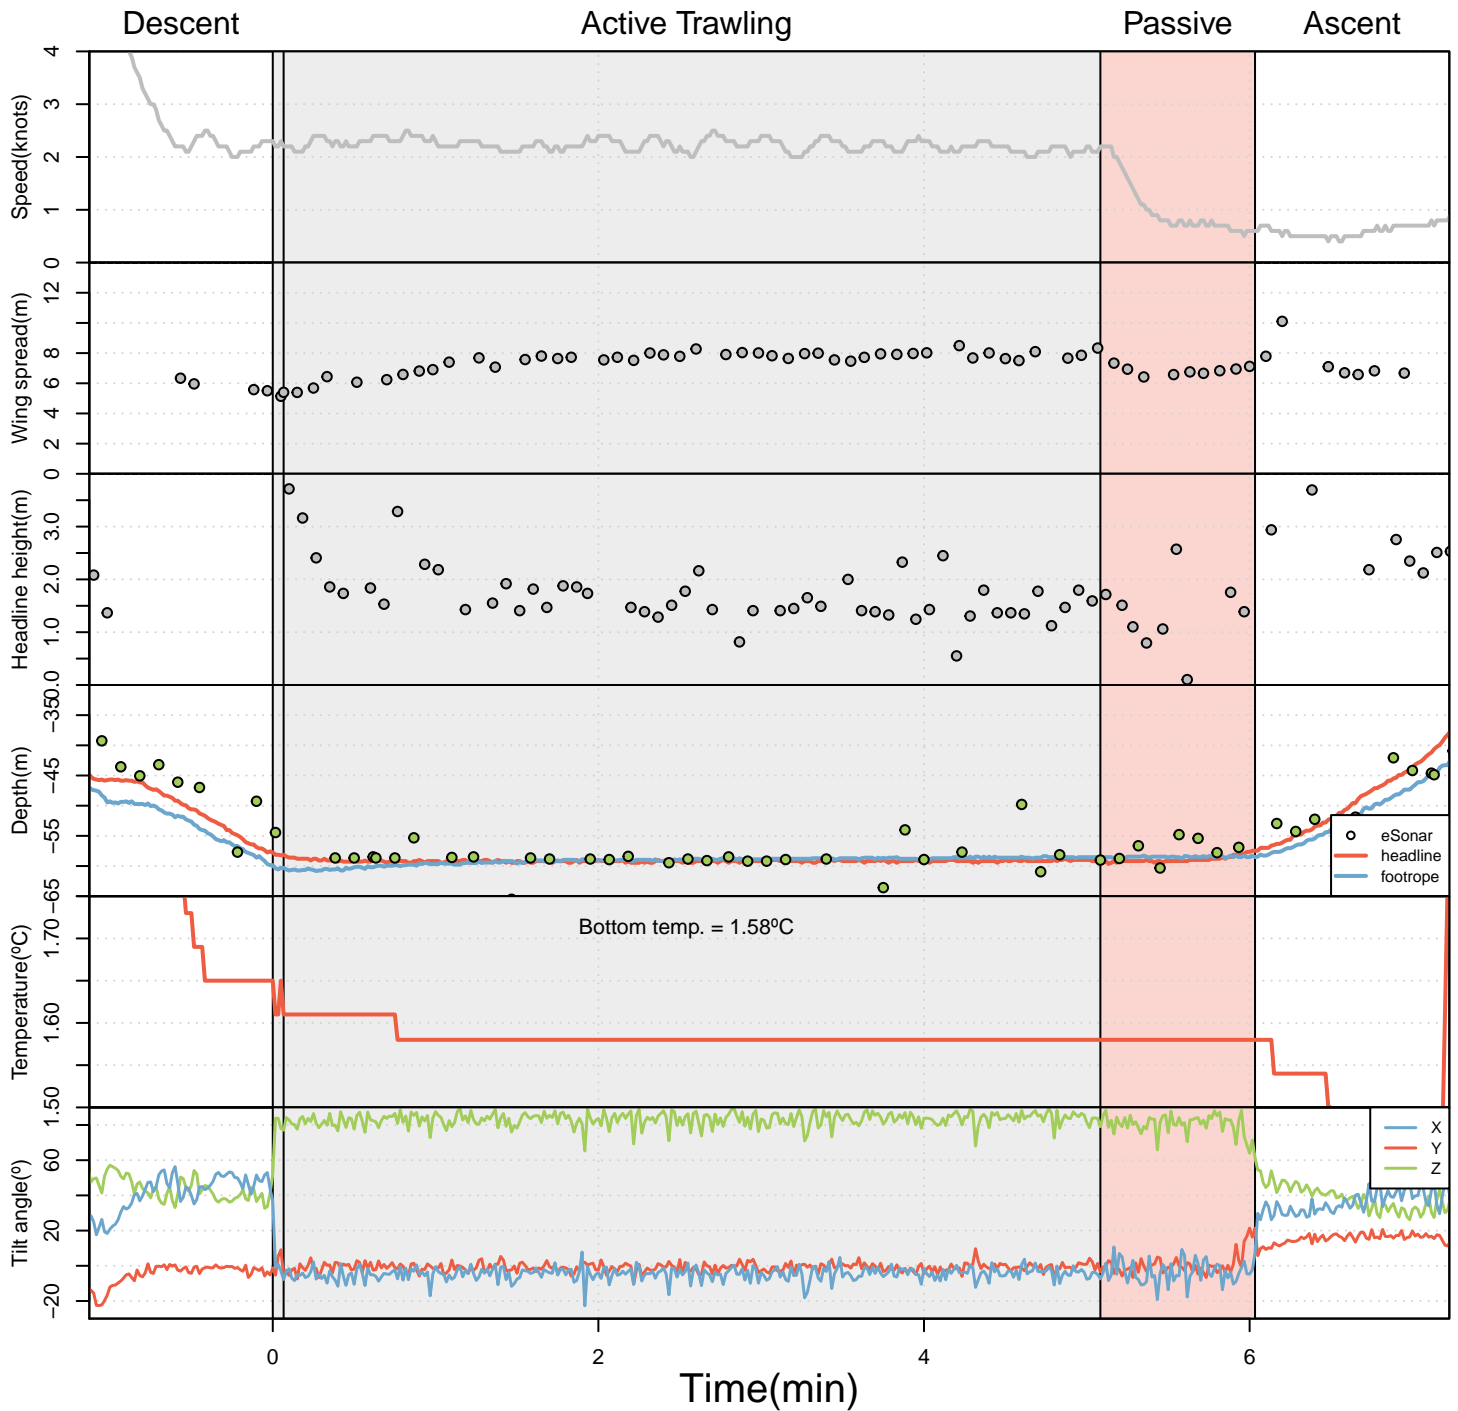 Descent Active Trawling Passive Ascent
Speed(knots)
4
3
2
1
0
Wing spread(m)
12
8
6
4
2
0
Headline height(m)
3.0
2.0
1.0
0.0
Depth(m)
−35
−45
−55
−65
eSonar
headline
footrope
Temperature(ºC)
1.70
1.60
1.50
Bottom temp. = 1.58ºC
Tilt angle(º)
60
20
−20
X
Y
Z
0 2 4 6
Time(min)